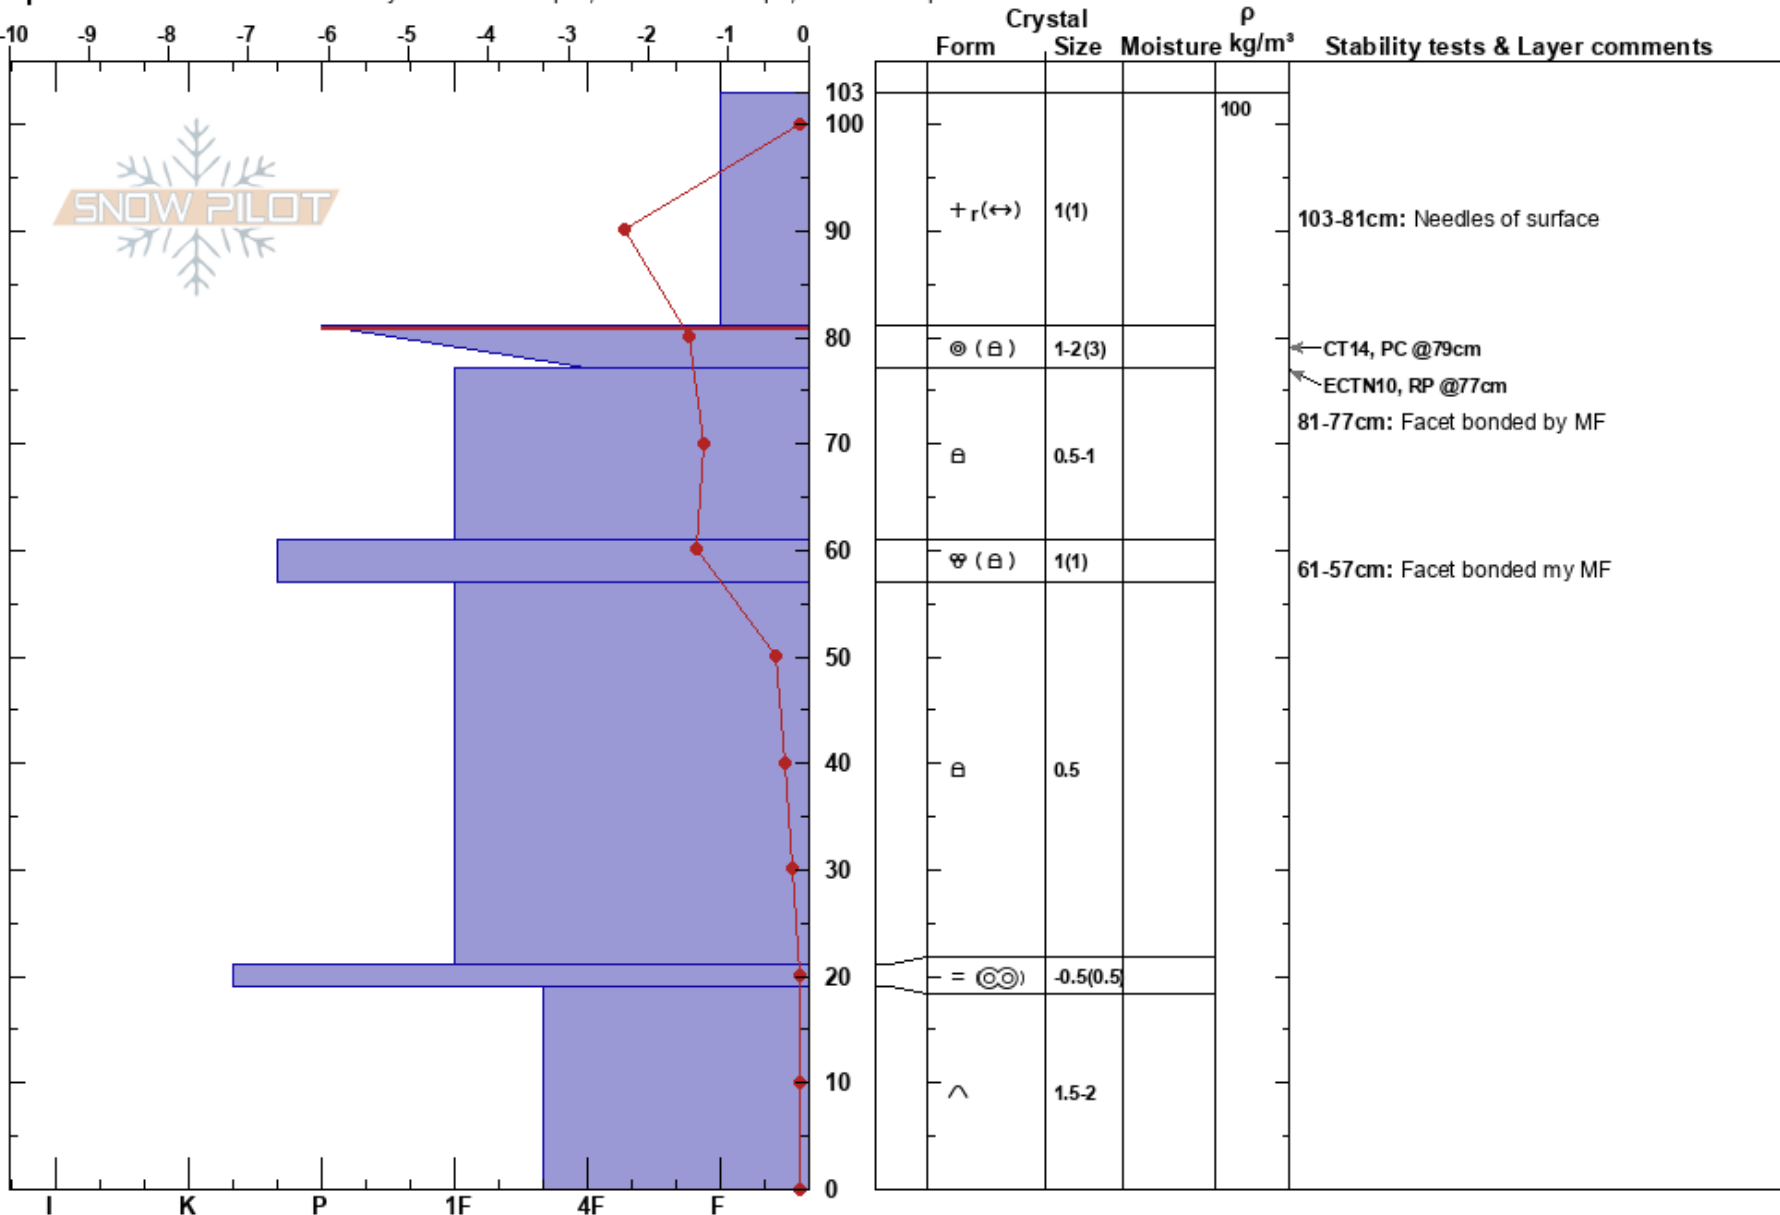 -10 -9 -8 -7 -6 -5 -4 -3 -2 -1 0
Crystal ρ
Form Size Moisture kg/m³ Stability tests & Layer comments
103
100
100
SNOW PILOT
+r(↔) 1(1)
103-81cm: Needles of surface
90
80
1-2(3)
CT14, PC @79cm
ECTN10, RP @77cm
81-77cm: Facet bonded by MF
70
0.5-1
60
1(1)
61-57cm: Facet bonded my MF
50
40
0.5
30
20
= -0.5(0.5)
10
1.5-2
0
I K P 1F 4F F